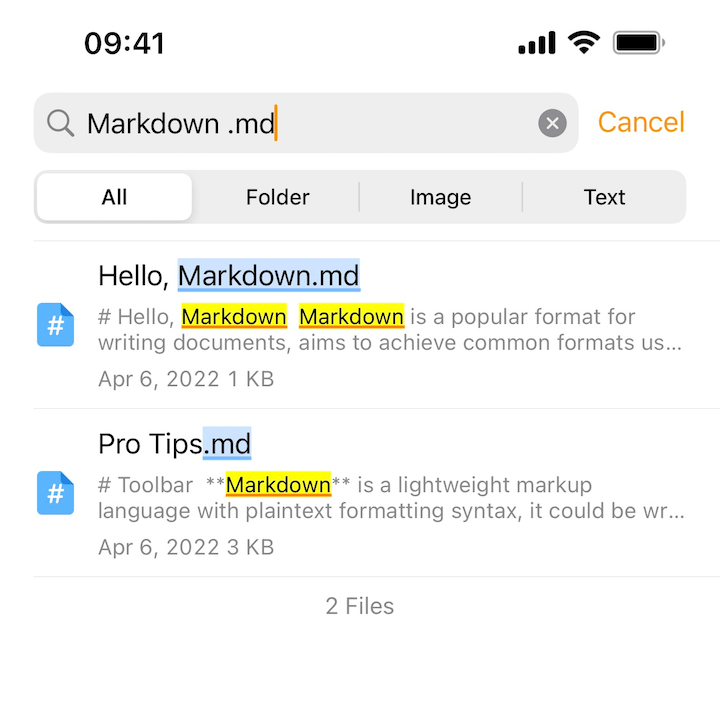 09:41
Markdown .md
Cancel
All
Folder
Image
Text
Hello, Markdown.md
# Hello, Markdown  Markdown is a popular format for
writing documents, aims to achieve common formats us...
Apr 6, 2022 1 KB
Pro Tips.md
# Toolbar  **Markdown** is a lightweight markup
language with plaintext formatting syntax, it could be wr...
Apr 6, 2022 3 KB
2 Files